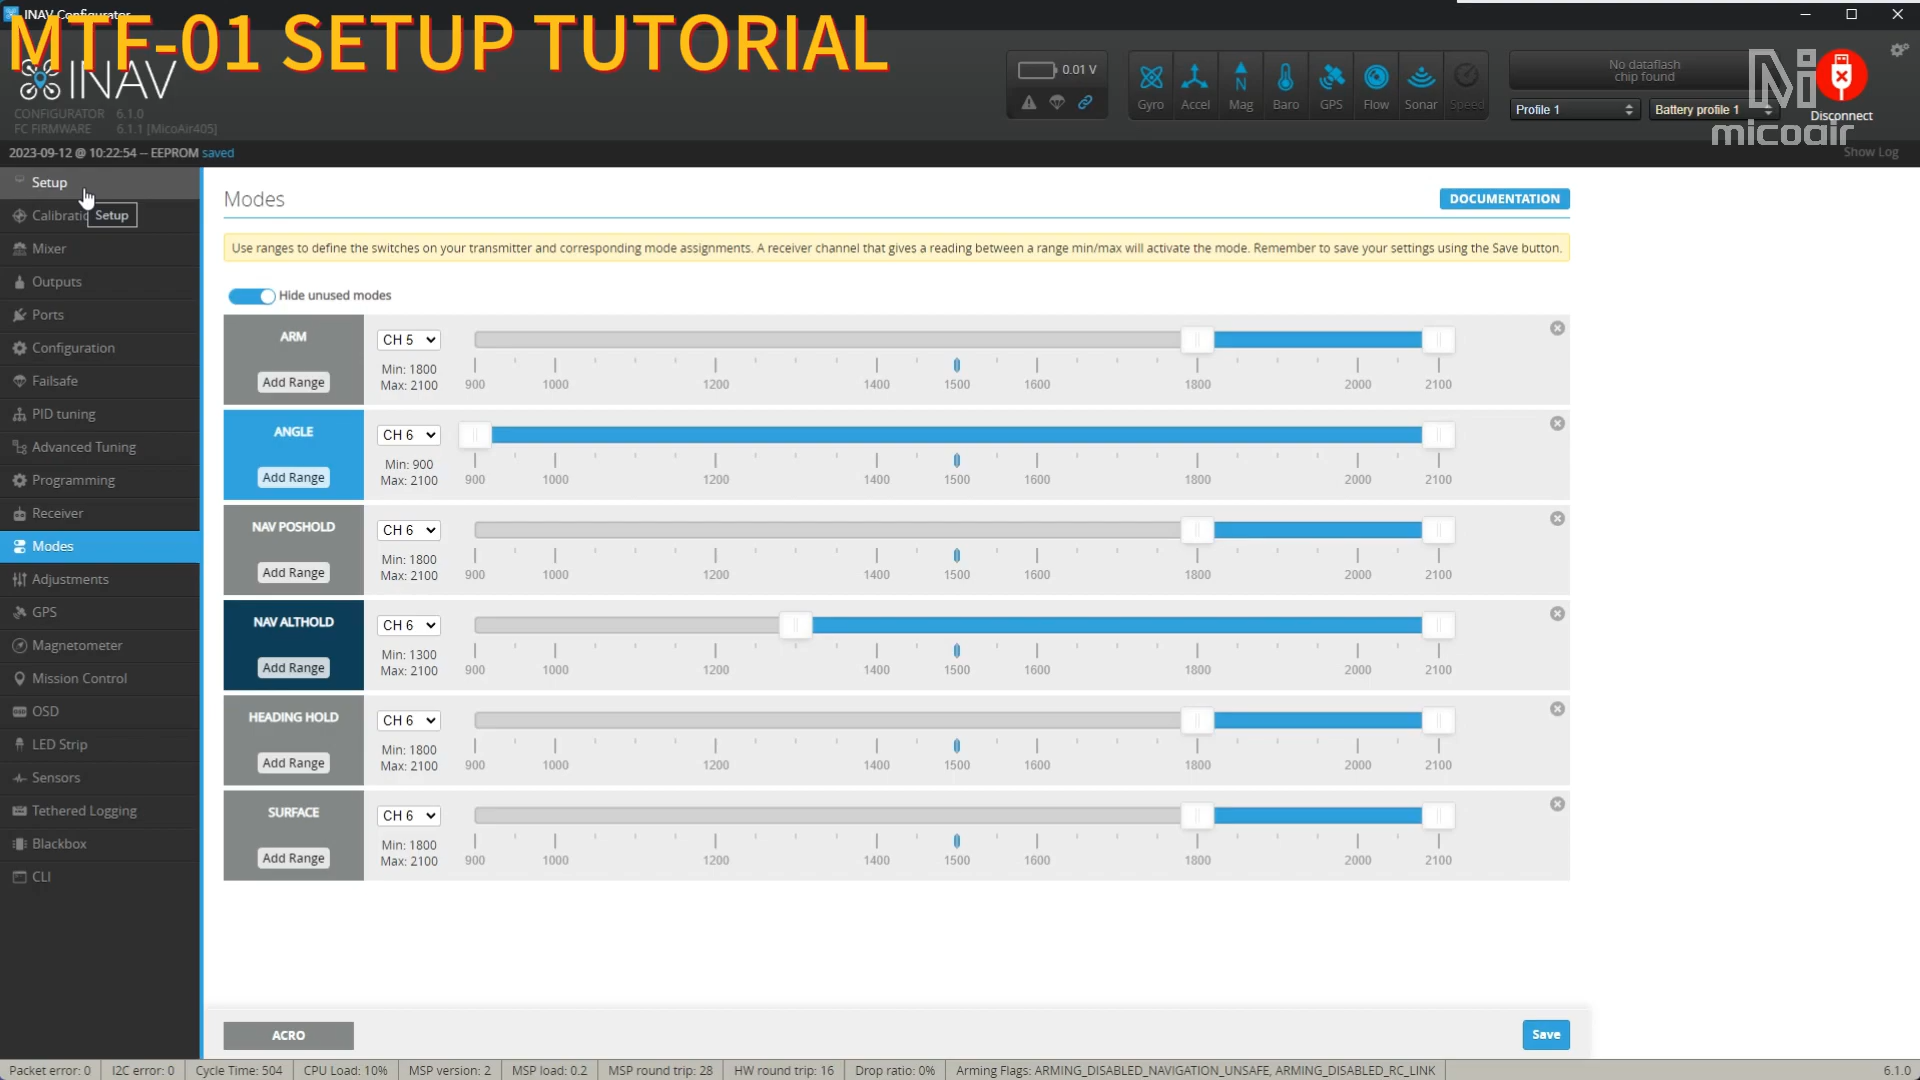 INAV Configurator
MTF-01 SETUP TUTORIAL
INAV
CONFIGURATOR 6.1.0
FC FIRMWARE 6.1.1 [MicoAir405]
0.01 V
Gyro
Accel
Mag
Baro
GPS
Flow
Sonar
Speed
No dataflash
chip found
Profile 1
Battery profile 1
Disconnect
micoair
2023-09-12 @ 10:22:54 -- EEPROM saved
Show Log
Setup
Calibratio
Setup
Mixer
Outputs
Ports
Configuration
Failsafe
PID tuning
Advanced Tuning
Programming
Receiver
Modes
Adjustments
GPS
Magnetometer
Mission Control
OSD
LED Strip
Sensors
Tethered Logging
Blackbox
CLI
Modes
DOCUMENTATION
Use ranges to define the switches on your transmitter and corresponding mode assignments. A receiver channel that gives a reading between a range min/max will activate the mode. Remember to save your settings using the Save button.
Hide unused modes
ARM
Add Range
CH 5
Min: 1800
Max: 2100
900 1000 1200 1400 1500 1600 1800 2000 2100
ANGLE
Add Range
CH 6
Min: 900
Max: 2100
900 1000 1200 1400 1500 1600 1800 2000 2100
NAV POSHOLD
Add Range
CH 6
Min: 1800
Max: 2100
900 1000 1200 1400 1500 1600 1800 2000 2100
NAV ALTHOLD
Add Range
CH 6
Min: 1300
Max: 2100
900 1000 1200 1400 1500 1600 1800 2000 2100
HEADING HOLD
Add Range
CH 6
Min: 1800
Max: 2100
900 1000 1200 1400 1500 1600 1800 2000 2100
SURFACE
Add Range
CH 6
Min: 1800
Max: 2100
900 1000 1200 1400 1500 1600 1800 2000 2100
ACRO
Save
Packet error: 0 I2C error: 0 Cycle Time: 504 CPU Load: 10% MSP version: 2 MSP load: 0.2 MSP round trip: 28 HW round trip: 16 Drop ratio: 0% Arming Flags: ARMING_DISABLED_NAVIGATION_UNSAFE, ARMING_DISABLED_RC_LINK 6.1.0